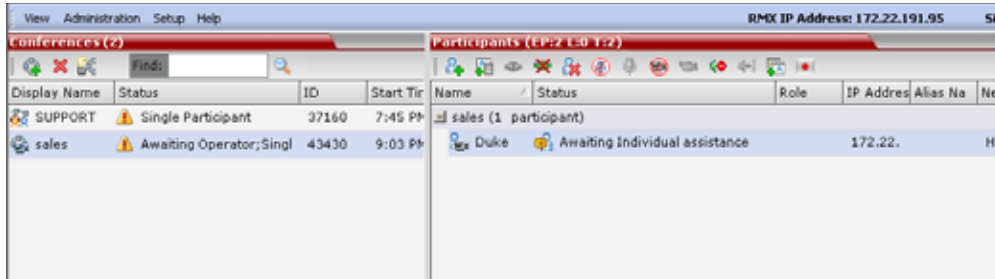 View Administration Setup Help RMX IP Address: 172.22.191.95
Conferences (2) Participants (EP:2 L:0 T:2)
Find:
Display Name Status ID Start Tir Name Status Role IP Addres Alias Na Ne
SUPPORT Single Participant 37160 7:45 PM sales (1 participant)
sales Awaiting Operator;Singl 43430 9:03 PM Duke Awaiting Individual assistance 172.22. H